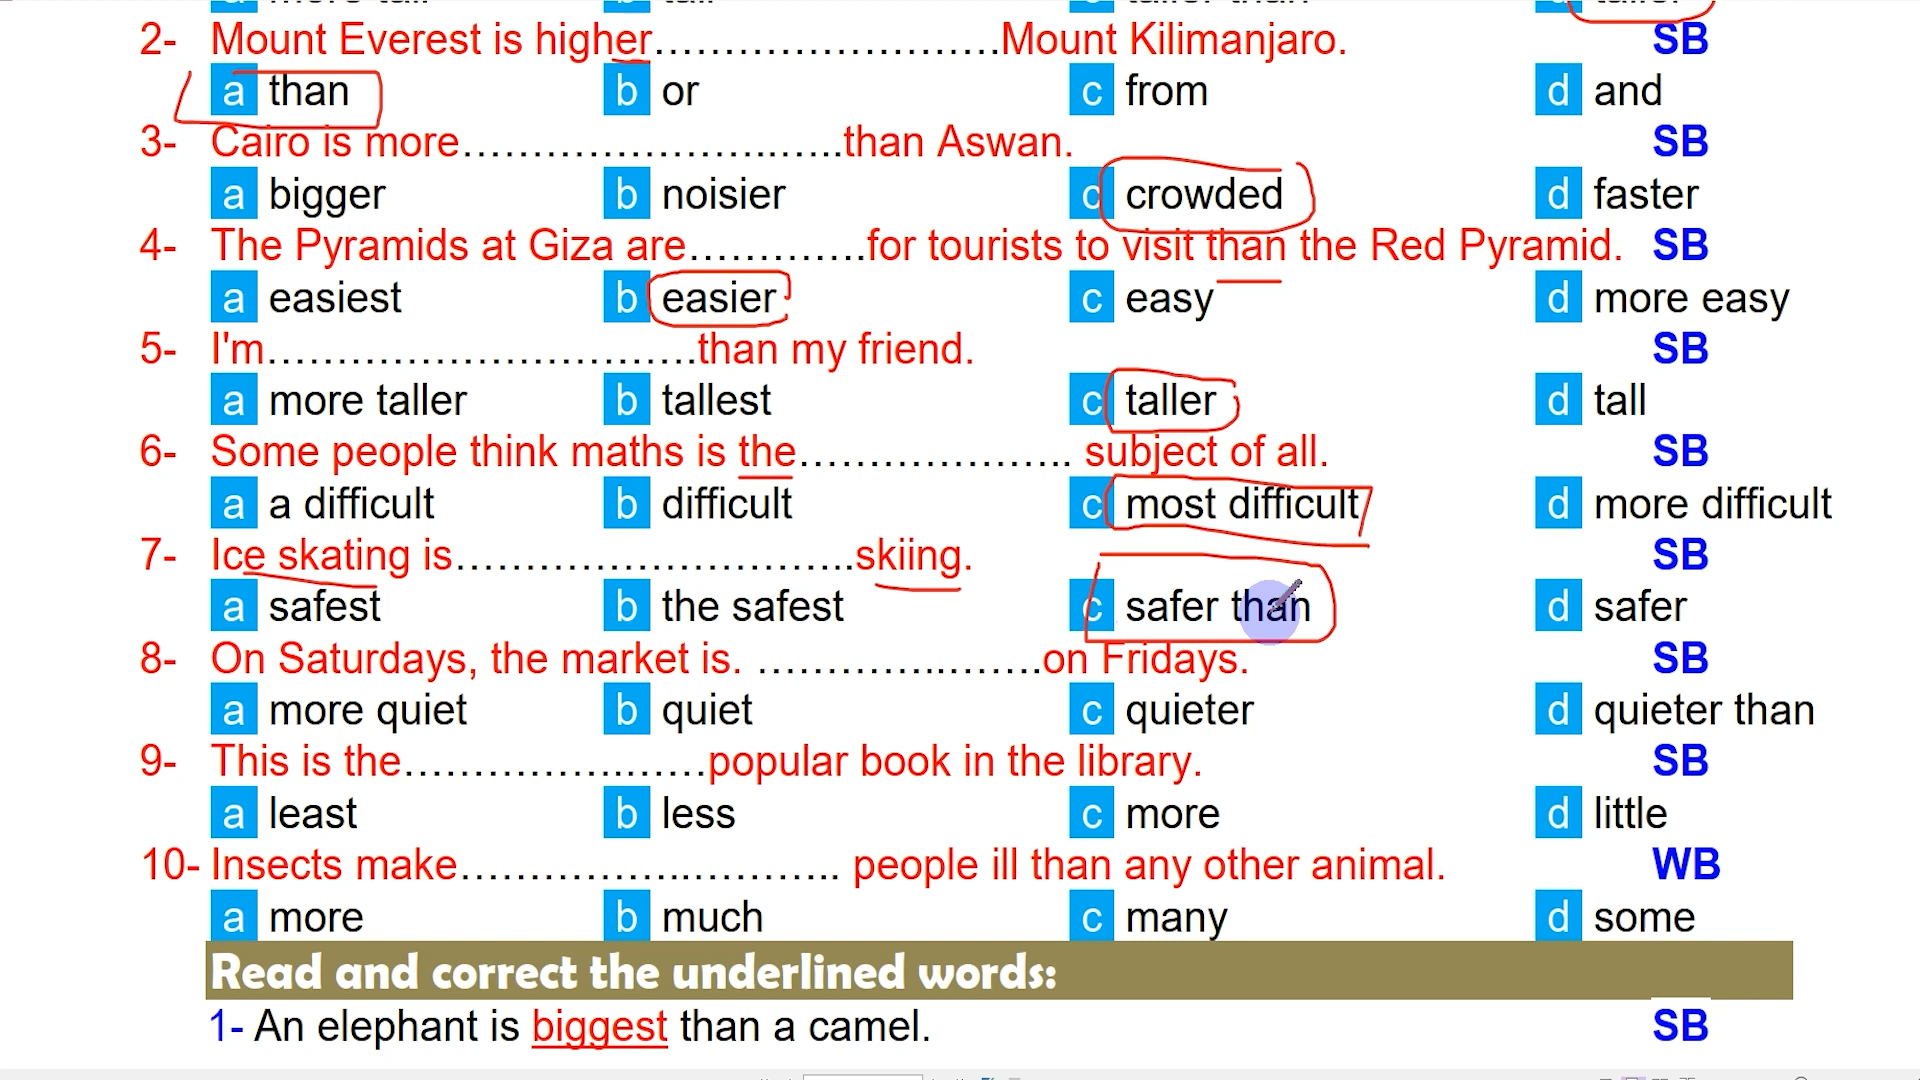 2- Mount Everest is higher……………………Mount Kilimanjaro. SB
a than b or c from d and
3- Cairo is more…………………..…..than Aswan. SB
a bigger b noisier c crowded d faster
4- The Pyramids at Giza are………….for tourists to visit than the Red Pyramid. SB
a easiest b easier c easy d more easy
5- I'm………………………….than my friend. SB
a more taller b tallest c taller d tall
6- Some people think maths is the……………….. subject of all. SB
a a difficult b difficult c most difficult d more difficult
7- Ice skating is………………………..skiing. SB
a safest b the safest c safer than d safer
8- On Saturdays, the market is. …………..…….on Fridays. SB
a more quiet b quiet c quieter d quieter than
9- This is the……………..……popular book in the library. SB
a least b less c more d little
10- Insects make……………..……….. people ill than any other animal. WB
a more b much c many d some
Read and correct the underlined words:
1- An elephant is biggest than a camel. SB